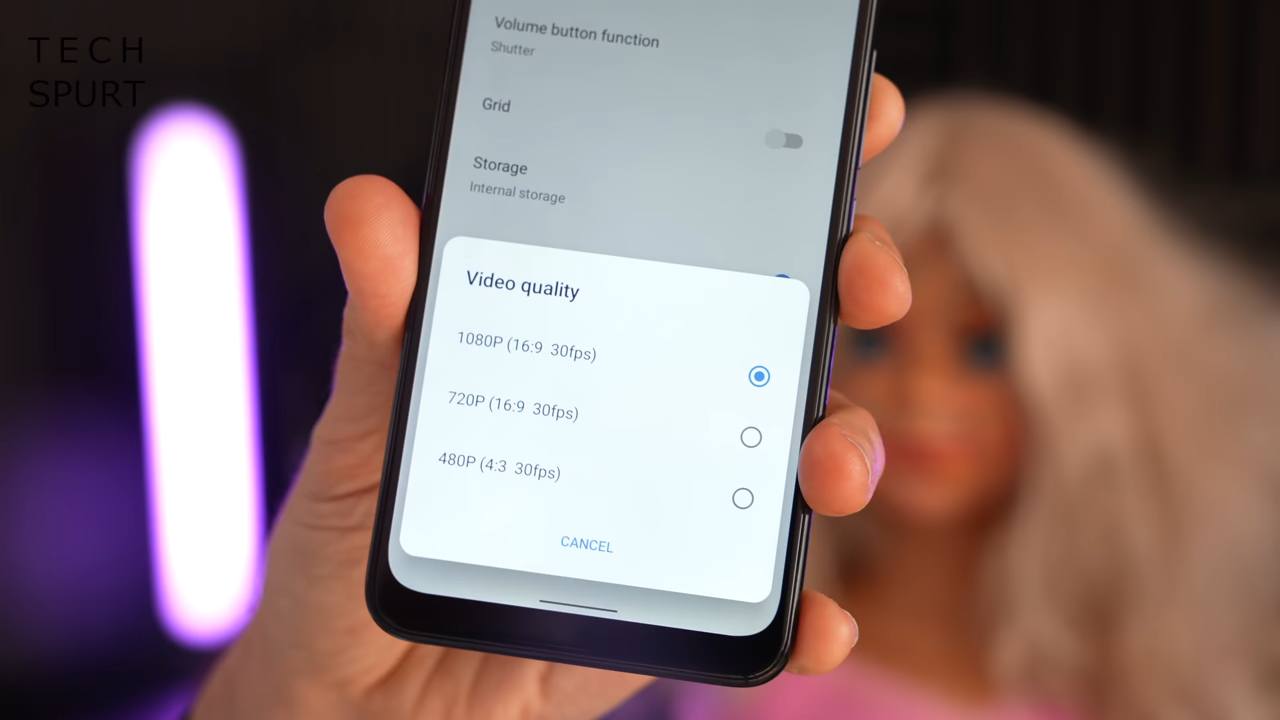 TECH
SPURT
Volume button function
Shutter
Grid
Storage
Internal storage
Video quality
1080P (16:9 30fps)
720P (16:9 30fps)
480P (4:3 30fps)
CANCEL